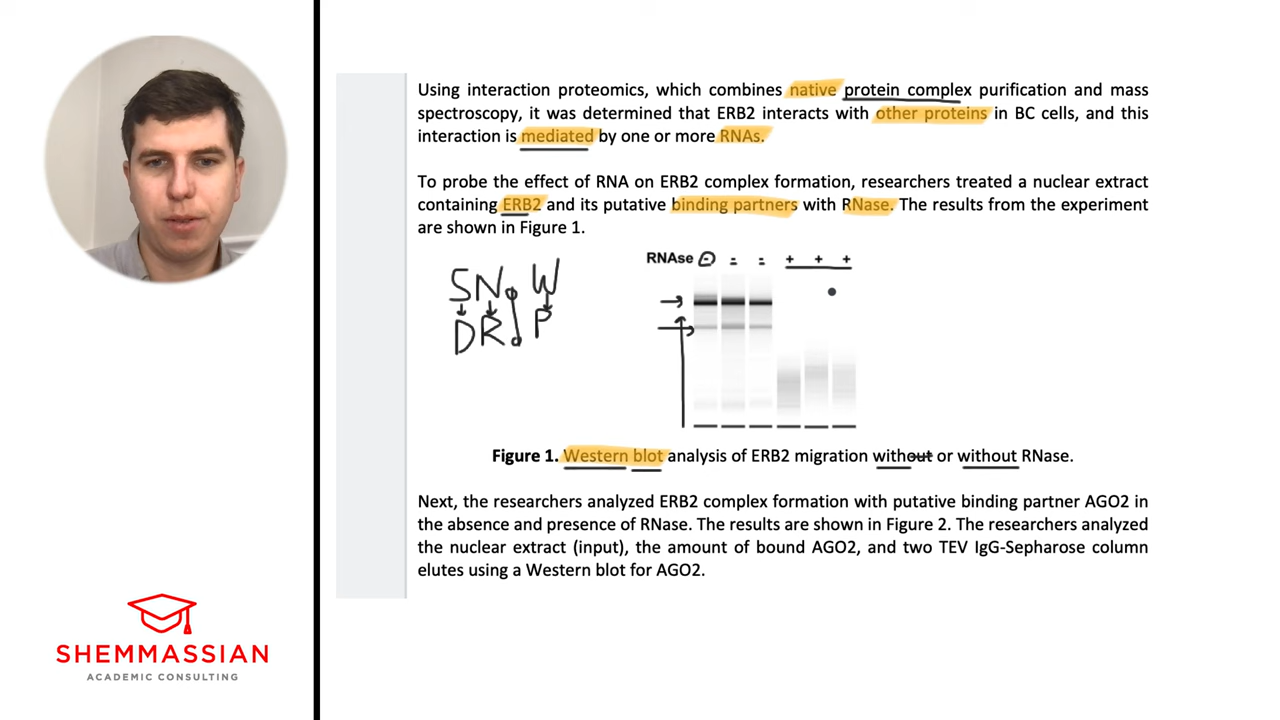 Using interaction proteomics, which combines native protein complex purification and mass
spectroscopy, it was determined that ERB2 interacts with other proteins in BC cells, and this
interaction is mediated by one or more RNAs.
To probe the effect of RNA on ERB2 complex formation, researchers treated a nuclear extract
containing ERB2 and its putative binding partners with RNase. The results from the experiment
are shown in Figure 1.
RNAse - - - + + +
SNoW
DRoP
Figure 1. Western blot analysis of ERB2 migration without or without RNase.
Next, the researchers analyzed ERB2 complex formation with putative binding partner AGO2 in
the absence and presence of RNase. The results are shown in Figure 2. The researchers analyzed
the nuclear extract (input), the amount of bound AGO2, and two TEV IgG-Sepharose column
elutes using a Western blot for AGO2.
SHEMMASSIAN
ACADEMIC CONSULTING